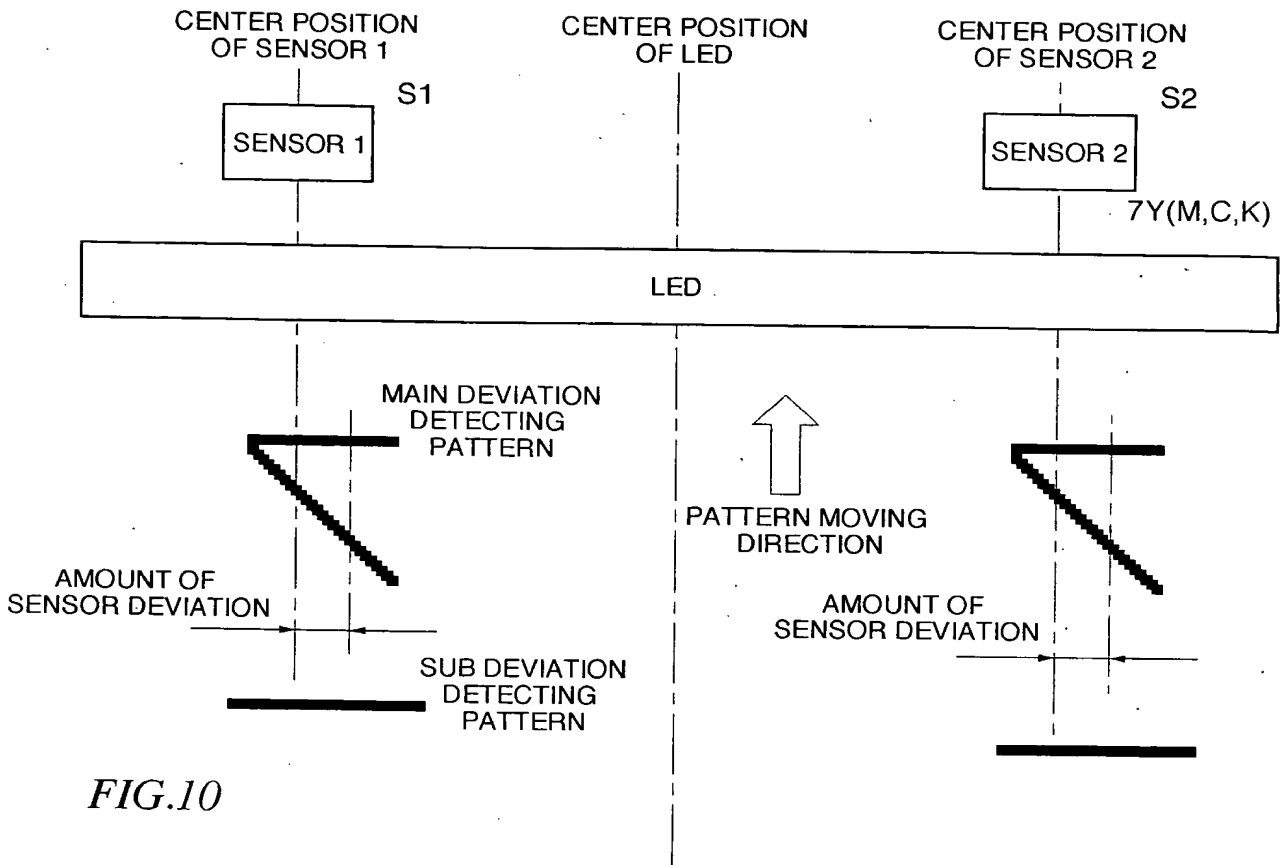 CENTER POSITION
OF SENSOR 1
CENTER POSITION
OF LED
CENTER POSITION
OF SENSOR 2
S1
S2
SENSOR 1
SENSOR 2
7Y(M,C,K)
LED
MAIN DEVIATION
DETECTING
PATTERN
PATTERN MOVING
DIRECTION
AMOUNT OF
SENSOR DEVIATION
AMOUNT OF
SENSOR DEVIATION
SUB DEVIATION
DETECTING
PATTERN
FIG.10